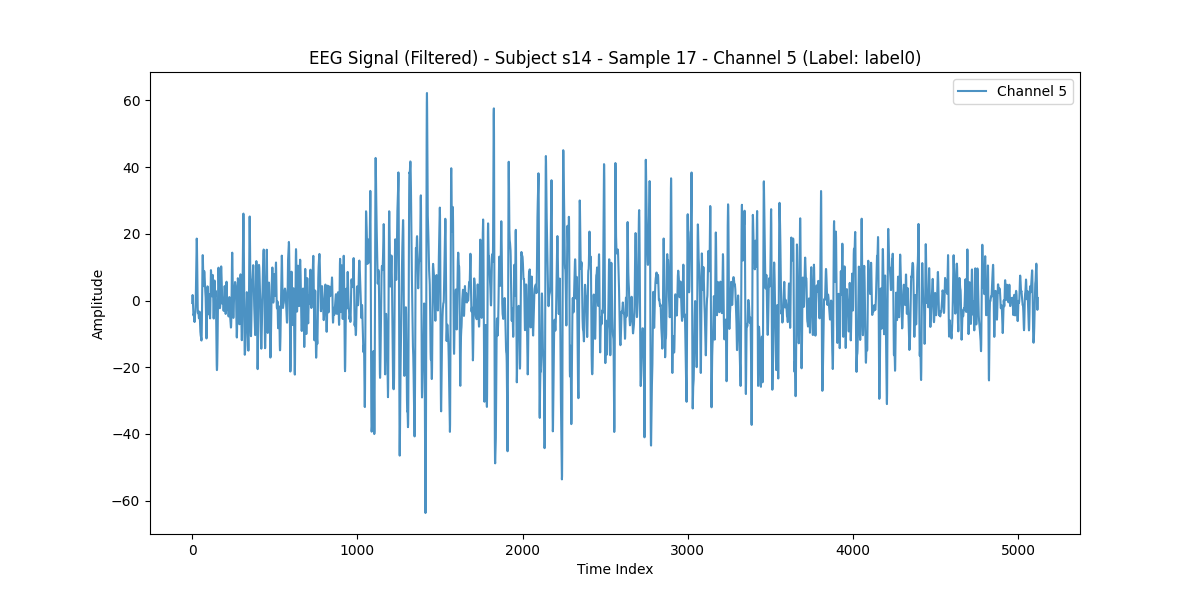 EEG Signal (Filtered) - Subject s14 - Sample 17 - Channel 5 (Label: label0)
Channel 5
60
40
20
0
−20
−40
−60
Amplitude
0 1000 2000 3000 4000 5000
Time Index